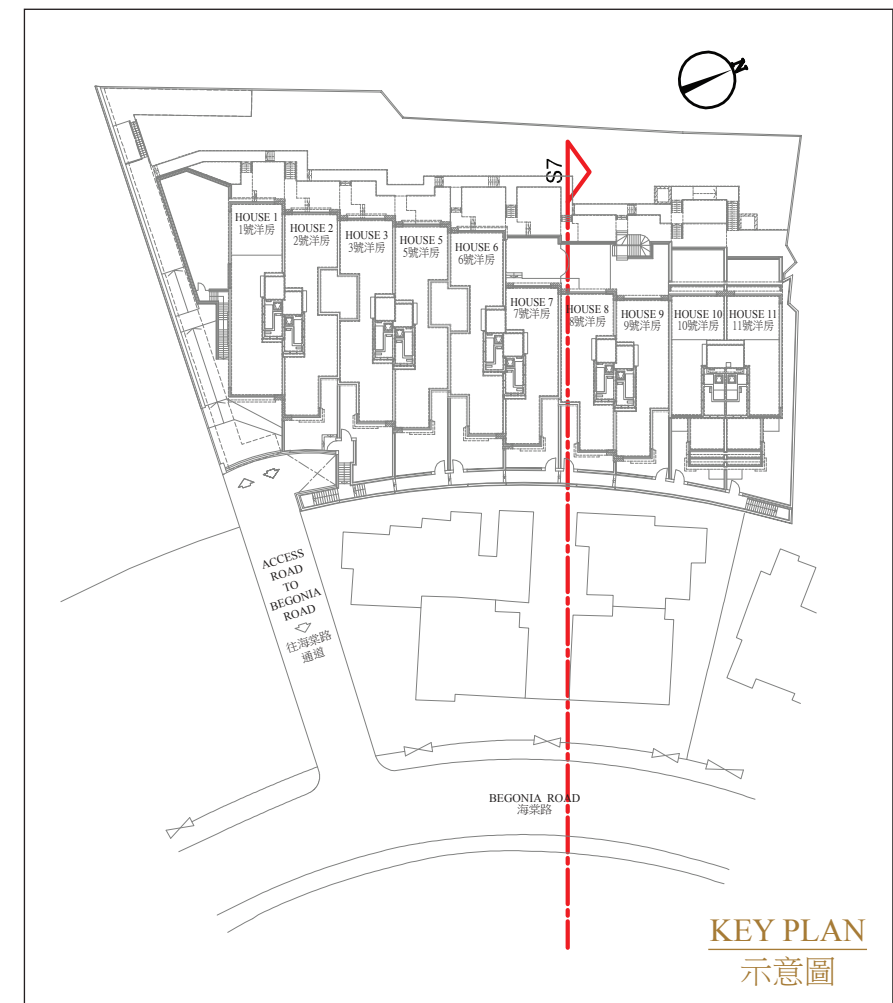 N
S7
HOUSE 1
1號洋房
HOUSE 2
2號洋房
HOUSE 3
3號洋房
HOUSE 5
5號洋房
HOUSE 6
6號洋房
HOUSE 7
7號洋房
HOUSE 8
8號洋房
HOUSE 9
9號洋房
HOUSE 10
10號洋房
HOUSE 11
11號洋房
ACCESS
ROAD
TO
BEGONIA
ROAD
往海棠路
通道
BEGONIA ROAD
海棠路
KEY PLAN
示意圖